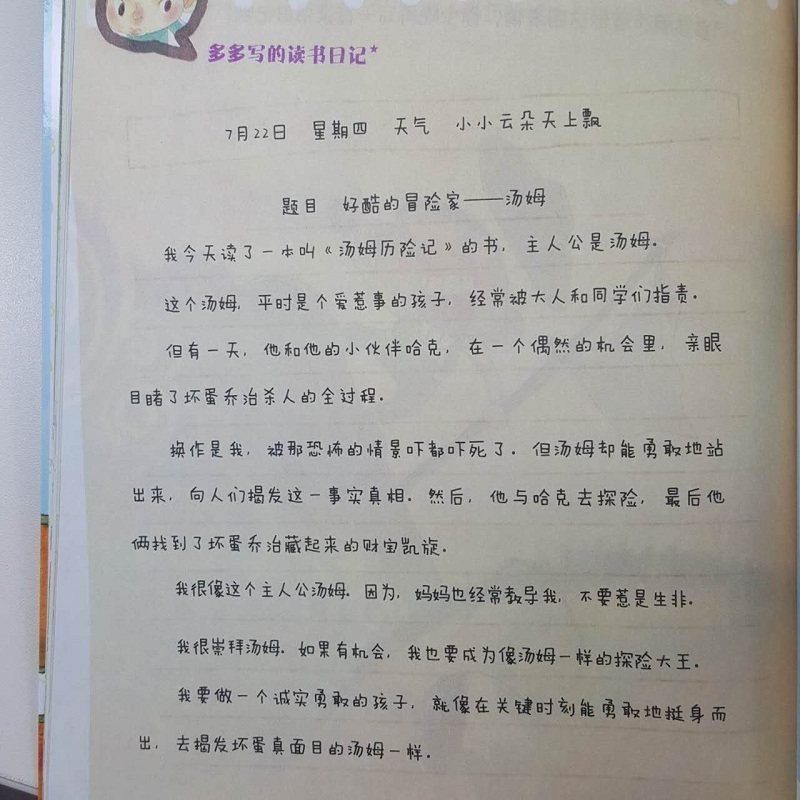 多多写的读书日记*
7月22日 星期四 天气 小小云朵天上飘
题目 好酷的冒险家——汤姆
我今天读了一本叫《汤姆历险记》的书，主人公是汤姆。
这个汤姆，平时是个爱惹事的孩子，经常被大人和同学们指责。
但有一天，他和他的小伙伴哈克，在一个偶然的机会里，亲眼
目睹了坏蛋乔治杀人的全过程。
换作是我，被那恐怖的情景吓都吓死了。但汤姆却能勇敢地站
出来，向人们揭发这一事实真相。然后，他与哈克去探险，最后他
俩找到了坏蛋乔治藏起来的财宝凯旋。
我很像这个主人公汤姆。因为，妈妈也经常教导我，不要惹是生非。
我很崇拜汤姆。如果有机会，我也要成为像汤姆一样的探险大王。
我要做一个诚实勇敢的孩子，就像在关键时刻能勇敢地挺身而
出，去揭发坏蛋真面目的汤姆一样。